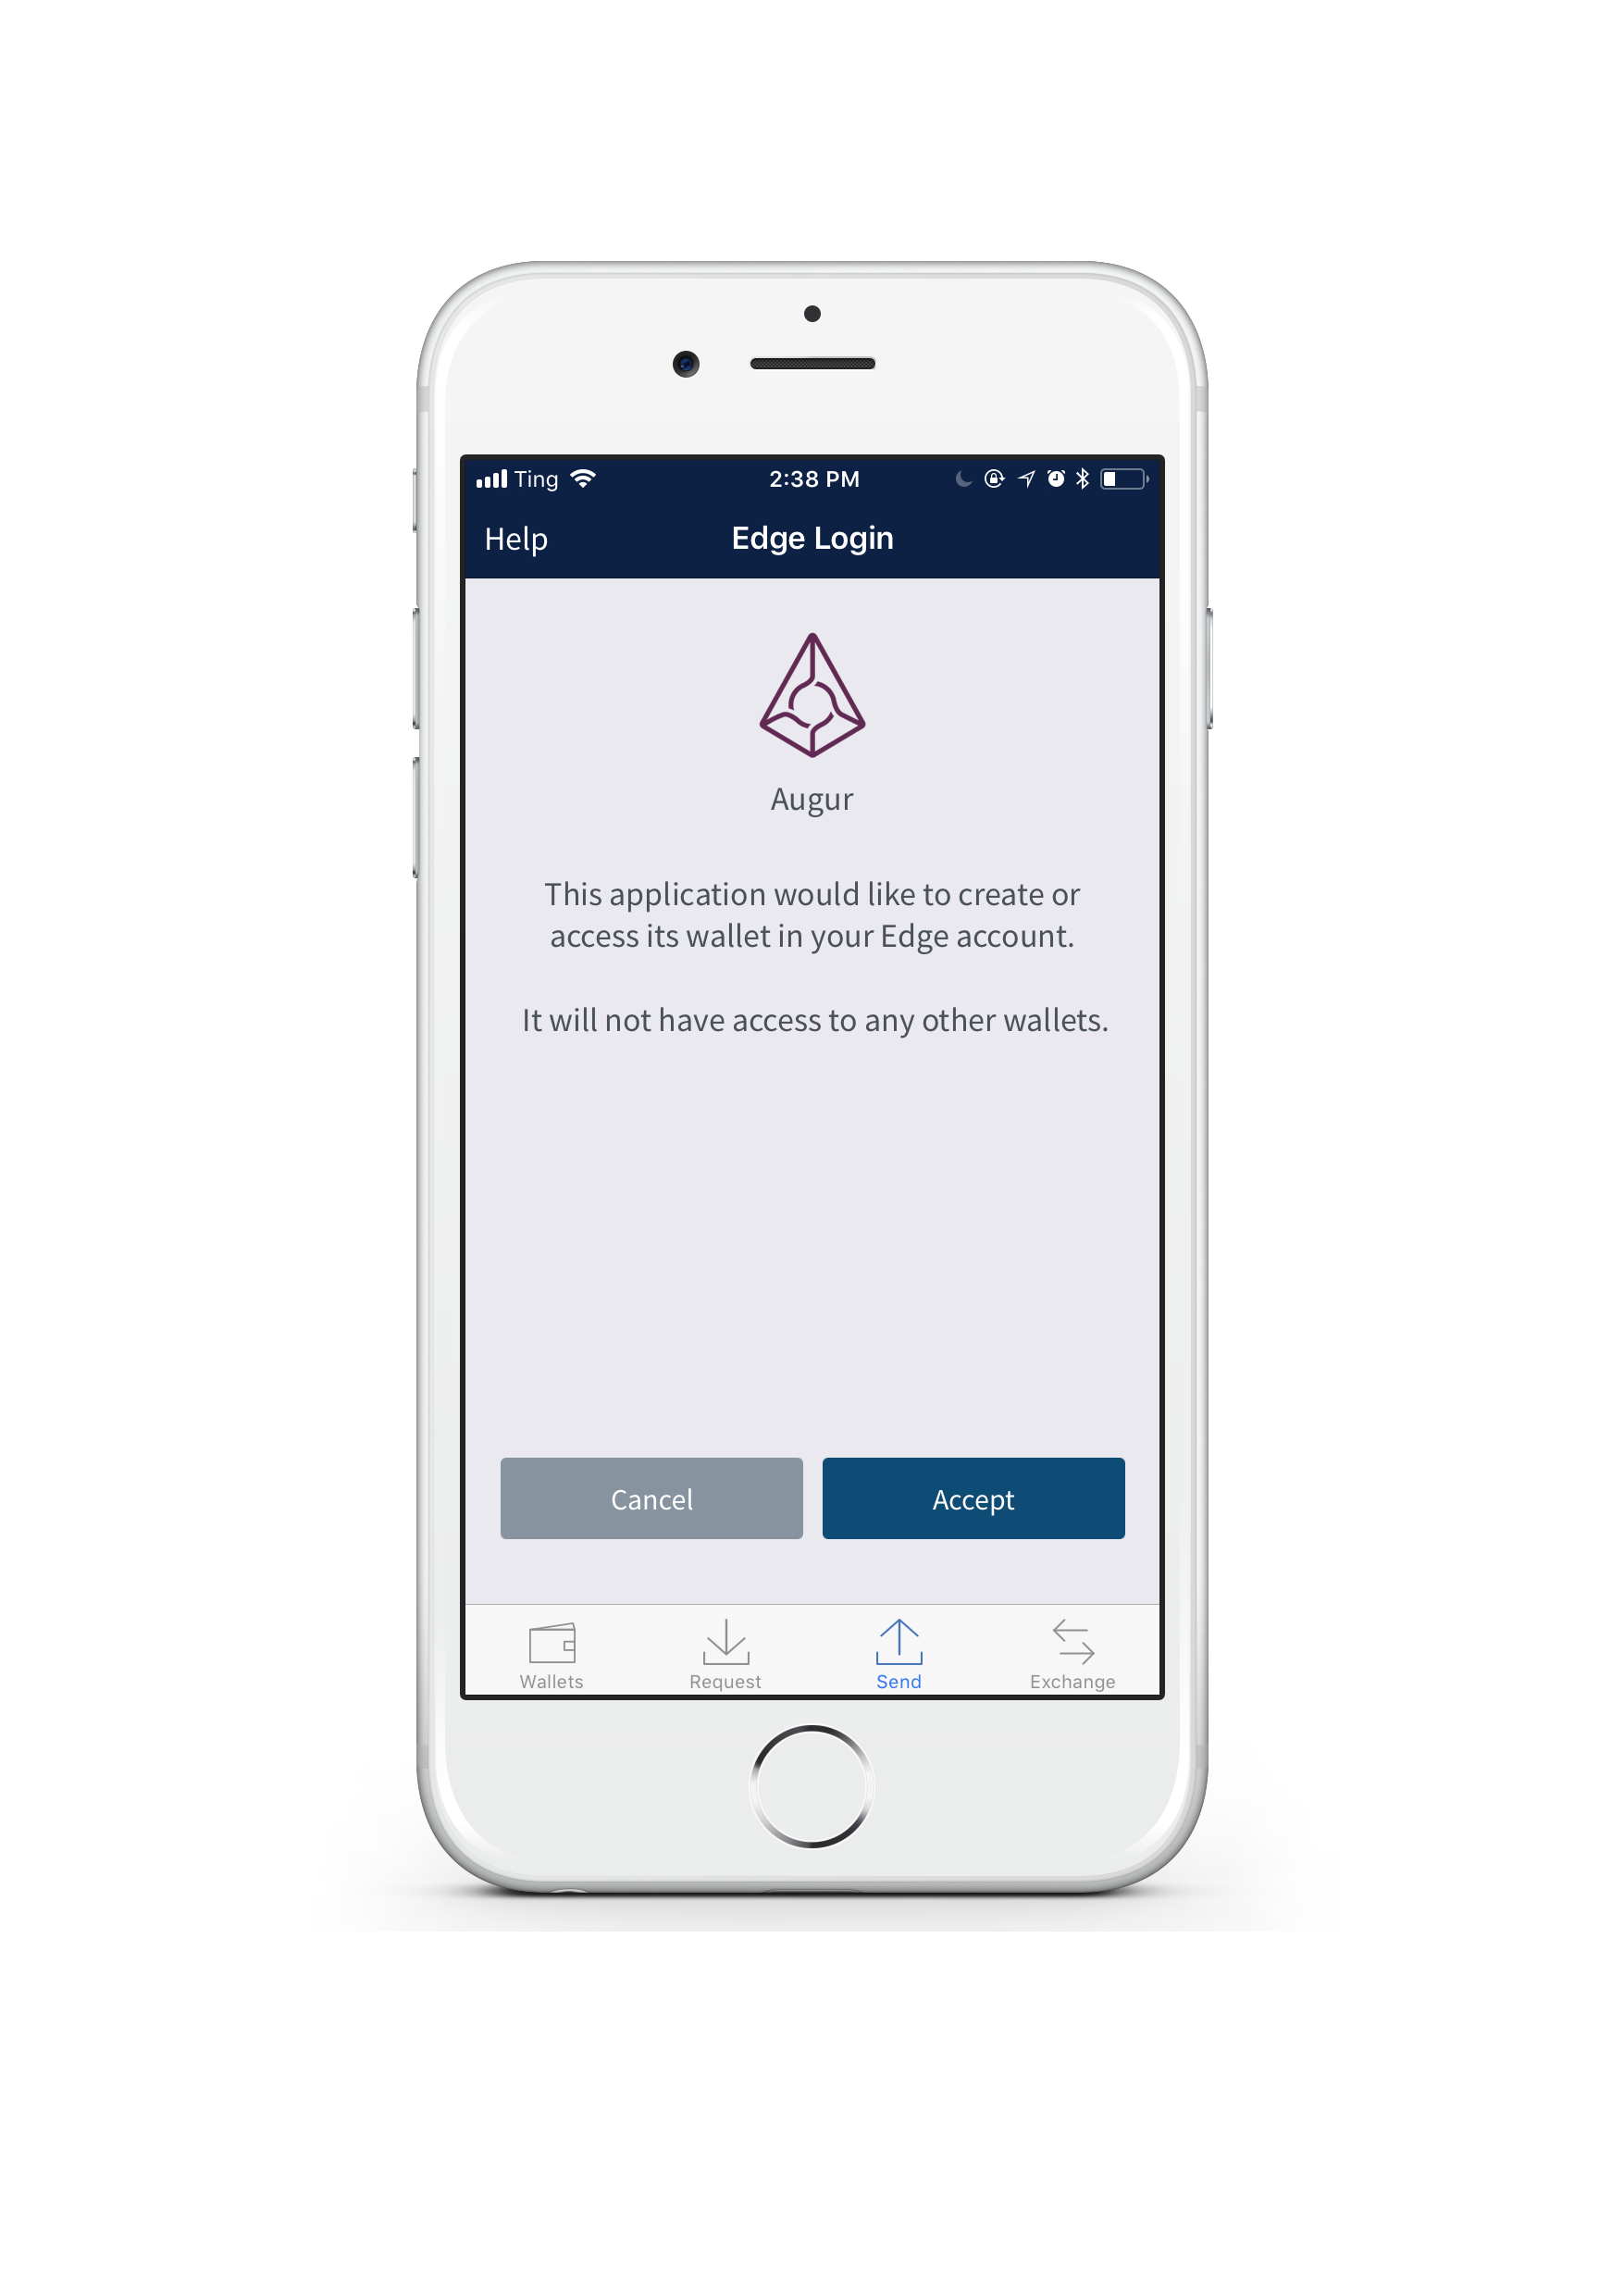 Ting 2:38 PM
Help Edge Login
Augur
This application would like to create or
access its wallet in your Edge account.
It will not have access to any other wallets.
Cancel Accept
Wallets Request Send Exchange